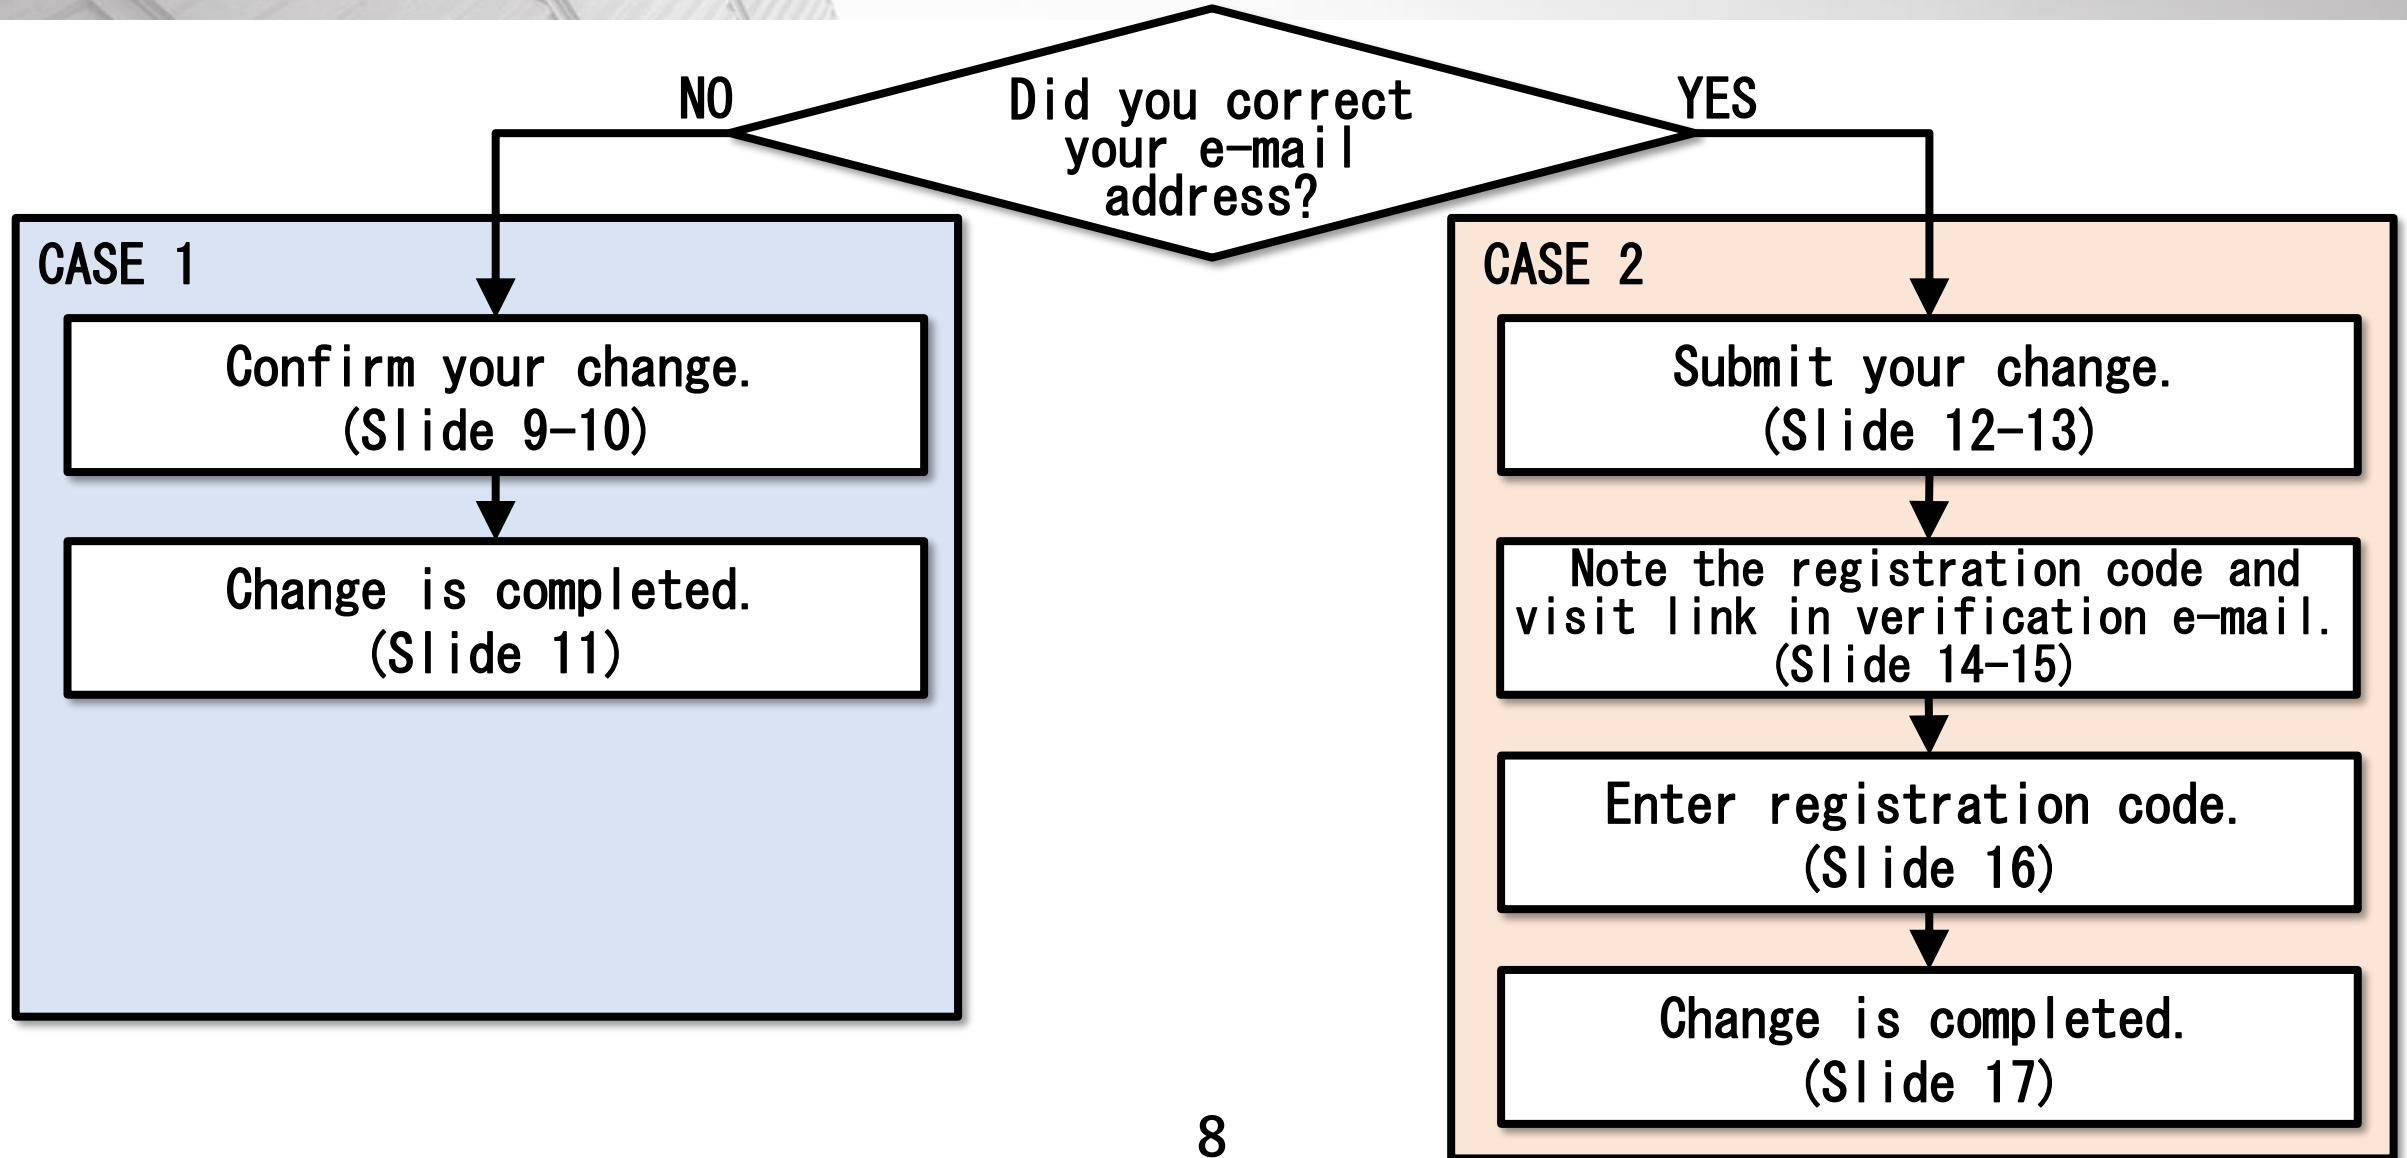 Did you correct
your e-mail
address?
NO
YES
CASE 1
Confirm your change.
(Slide 9-10)
Change is completed.
(Slide 11)
CASE 2
Submit your change.
(Slide 12-13)
Note the registration code and
visit link in verification e-mail.
(Slide 14-15)
Enter registration code.
(Slide 16)
Change is completed.
(Slide 17)
8